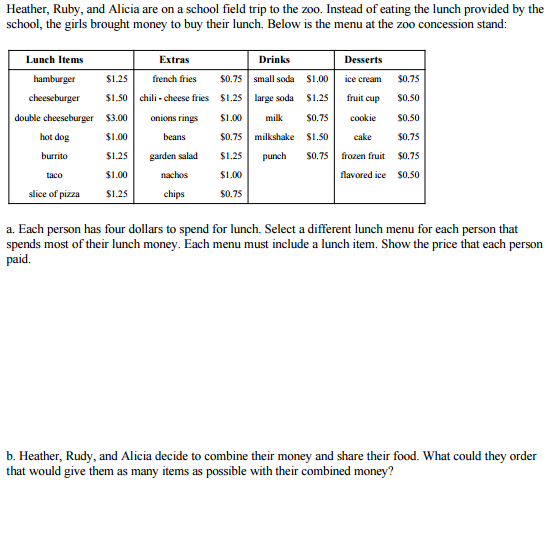 Heather, Ruby, and Alicia are on a school field trip to the zoo. Instead of eating the lunch provided by the
school, the girls brought money to buy their lunch. Below is the menu at the zoo concession stand:
Lunch Items Extras Drinks Desserts
hamburger $1.25 french fries $0.75 small soda $1.00 ice cream $0.75
cheeseburger $1.50 chili - cheese fries $1.25 large soda $1.25 fruit cup $0.50
double cheeseburger $3.00 onions rings $1.00 milk $0.75 cookie $0.50
hot dog $1.00 beans $0.75 milkshake $1.50 cake $0.75
burrito $1.25 garden salad $1.25 punch $0.75 frozen fruit $0.75
taco $1.00 nachos $1.00 flavored ice $0.50
slice of pizza $1.25 chips $0.75
a. Each person has four dollars to spend for lunch. Select a different lunch menu for each person that
spends most of their lunch money. Each menu must include a lunch item. Show the price that each person
paid.
b. Heather, Rudy, and Alicia decide to combine their money and share their food. What could they order
that would give them as many items as possible with their combined money?